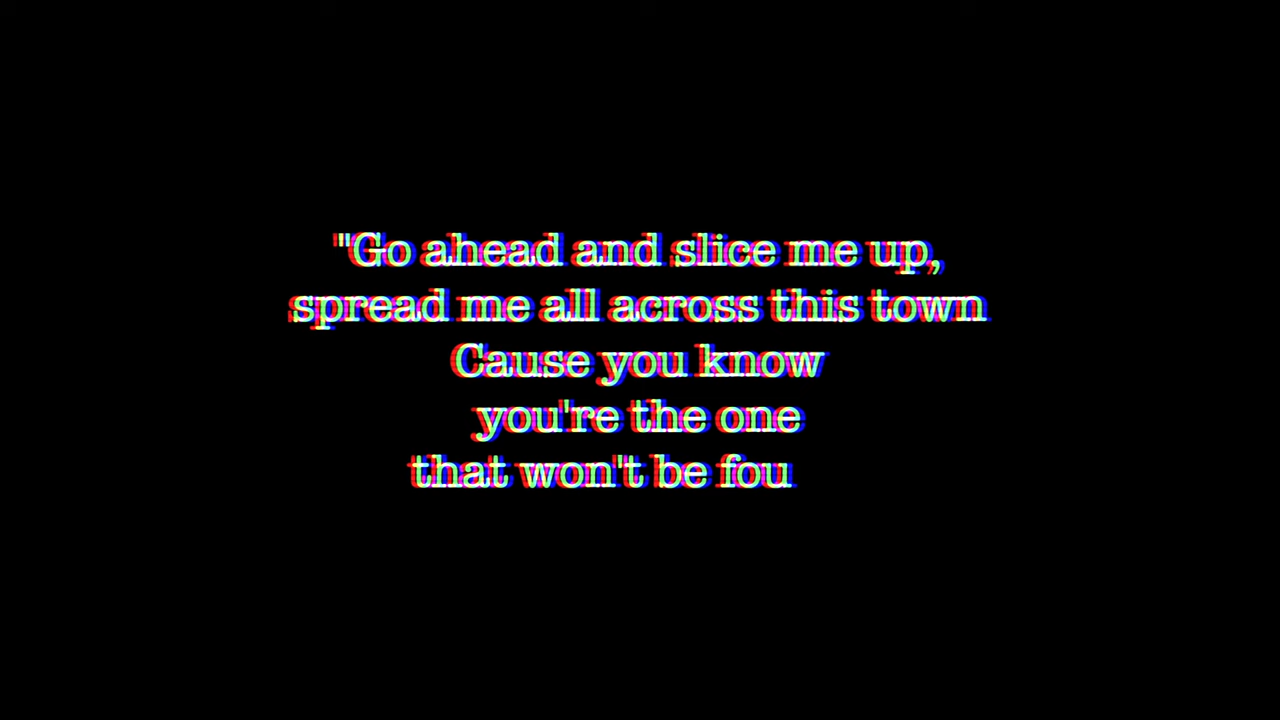 "Go ahead and slice me up,
spread me all across this town
Cause you know
you're the one
that won't be fou